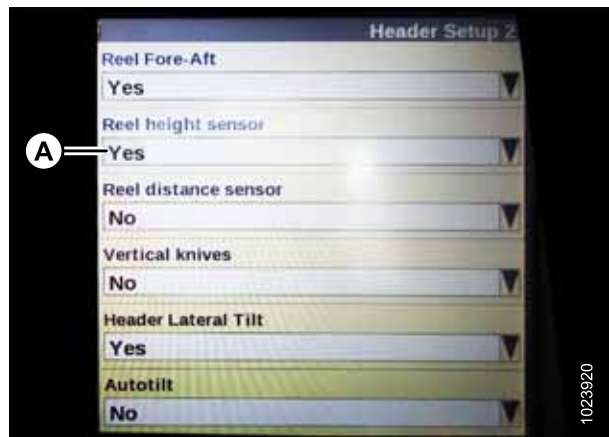 Header Setup 2
Reel Fore-Aft
Yes
Reel height sensor
A
Yes
Reel distance sensor
No
Vertical knives
No
Header Lateral Tilt
Yes
Autotilt
No
1023920